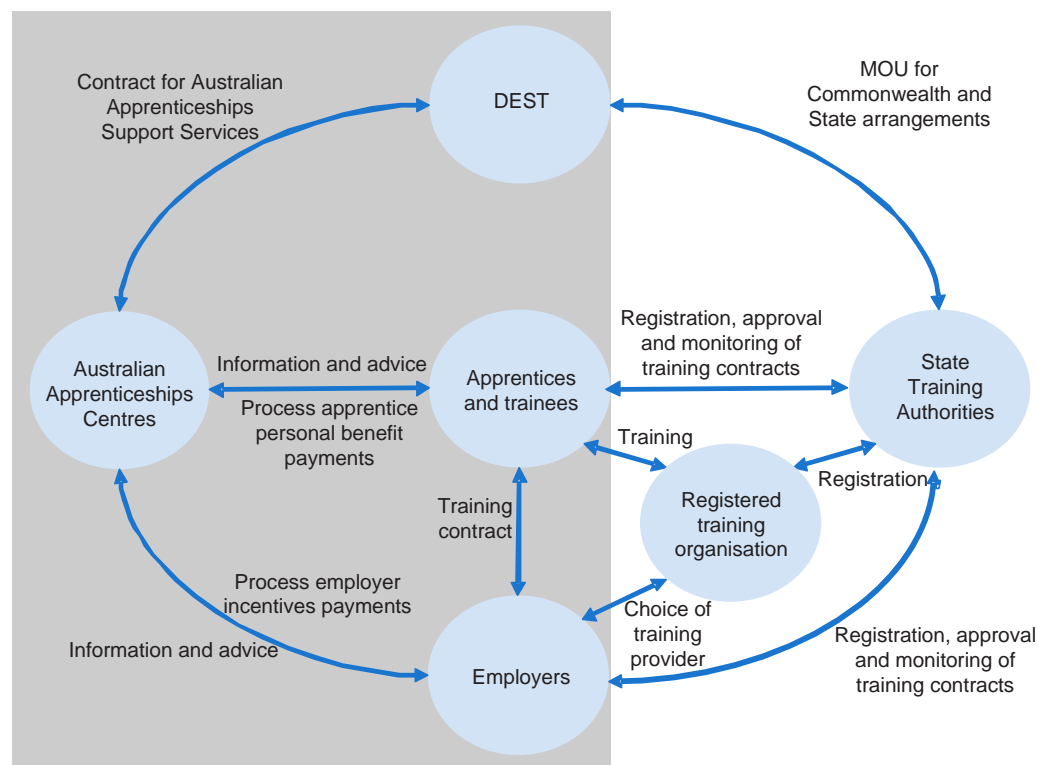 Contract for Australian
Apprenticeships
Support Services
DEST
MOU for
Commonwealth and
State arrangements
Australian
Apprenticeships
Centres
Information and advice
Process apprentice
personal benefit
payments
Apprentices
and trainees
Registration, approval
and monitoring of
training contracts
State
Training
Authorities
Training
Registration
Registered
training
organisation
Training
contract
Process employer
incentives payments
Information and advice
Employers
Choice of
training
provider
Registration, approval
and monitoring of
training contracts